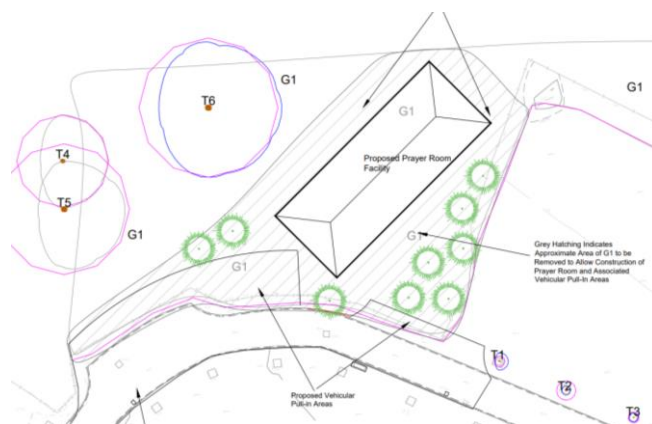 G1
T6
G1
G1
T4
Proposed Prayer Room
Facility
T5
G1
G1
G1
Grey Hatching Indicates
Approximate Area of G1 to be
Removed to Allow Construction of
Prayer Room and Associated
Vehicular Pull-In Areas
T1
T2
Proposed Vehicular
Pull-in Areas
T3